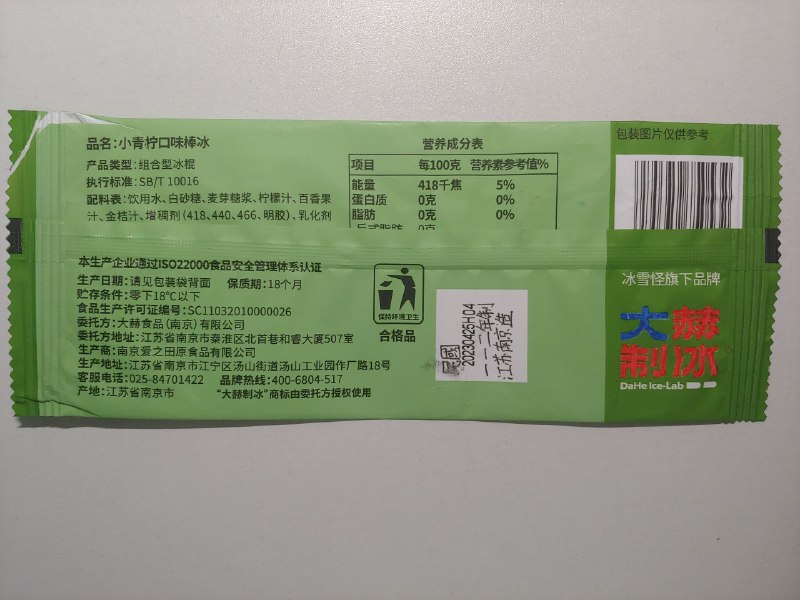 品名：小青柠口味棒冰
产品类型：组合型冰棍
执行标准：SB/T 10016
配料表：饮用水、白砂糖、麦芽糖浆、柠檬汁、百香果
汁、金桔汁、增稠剂(418、440、466、明胶)、乳化剂
营养成分表
项目 每100克 营养素参考值%
能量 418千焦 5%
蛋白质 0克 0%
脂肪 0克 0%
包装图片仅供参考
本生产企业通过ISO22000食品安全管理体系认证
生产日期：请见包装袋背面 保质期：18个月
贮存条件：零下18℃以下
食品生产许可证编号：SC11032010000026
委托方：大赫食品(南京)有限公司
委托方地址：江苏省南京市秦淮区北首巷和睿大厦507室
生产商：南京爱之田原食品有限公司
生产地址：江苏省南京市江宁区汤山街道汤山工业园作厂路18号
客服电话：025-84701422 品牌热线：400-6804-517
产地：江苏省南京市 “大赫制冰”商标由委托方授权使用
保持环境卫生
合格品
民國
20230425H04
一一二年制
江苏南京造
冰雪怪旗下品牌
大赫
制冰
DaHe Ice-Lab